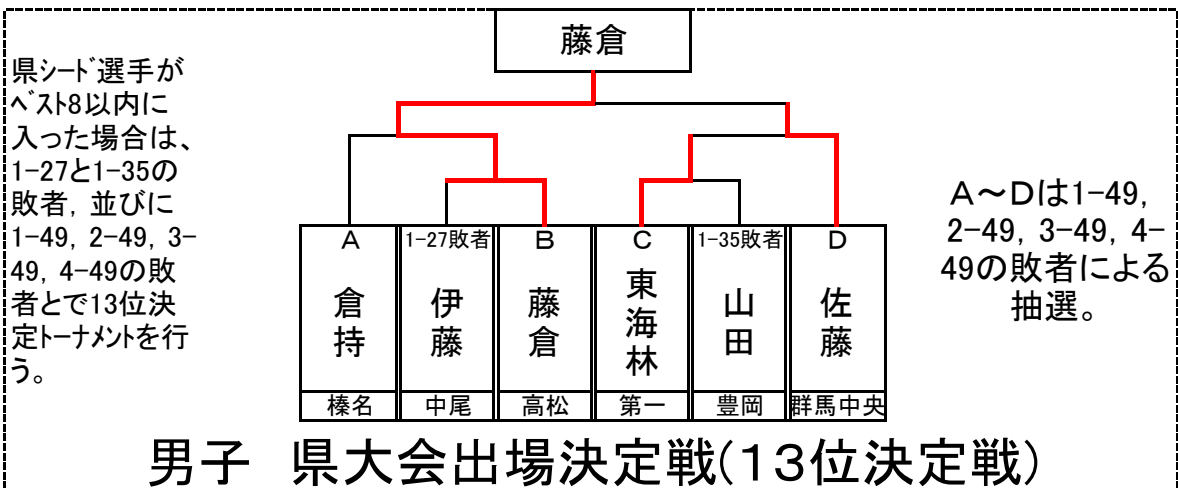 藤倉
県シード選手が
ベスト8以内に
入った場合は、
1-27と1-35の
敗者, 並びに
1-49, 2-49, 3-
49, 4-49の敗
者とで13位決
定トーナメントを行
う。
A～Dは1-49,
2-49, 3-49, 4-
49の敗者による
抽選。
A 1-27敗者 B C 1-35敗者 D
倉持 伊藤 藤倉 東海林 山田 佐藤
榛名 中尾 高松 第一 豊岡 群馬中央
男子 県大会出場決定戦(13位決定戦)